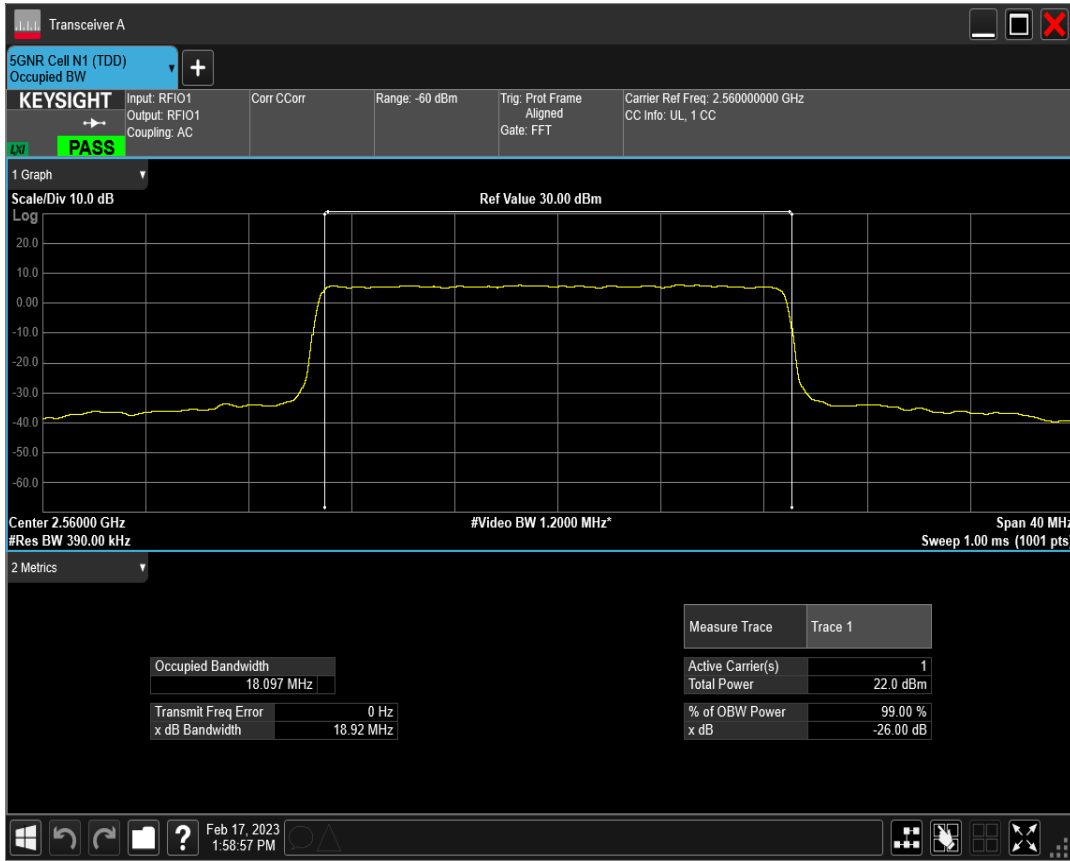 Transceiver A
5GNR Cell N1 (TDD)
Occupied BW
KEYSIGHT
LXI
PASS
Input: RFIO1
Output: RFIO1
Coupling: AC
Corr CCorr
Range: -60 dBm
Trig: Prot Frame
Aligned
Gate: FFT
Carrier Ref Freq: 2.560000000 GHz
CC Info: UL, 1 CC
1 Graph
Scale/Div 10.0 dB
Ref Value 30.00 dBm
Log
20.0
10.0
0.00
-10.0
-20.0
-30.0
-40.0
-50.0
-60.0
Center 2.56000 GHz
#Video BW 1.2000 MHz*
Span 40 MHz
#Res BW 390.00 kHz
Sweep 1.00 ms (1001 pts)
2 Metrics
Measure Trace Trace 1
Occupied Bandwidth
18.097 MHz
Active Carrier(s) 1
Total Power 22.0 dBm
Transmit Freq Error 0 Hz
x dB Bandwidth 18.92 MHz
% of OBW Power 99.00 %
x dB -26.00 dB
Feb 17, 2023
1:58:57 PM